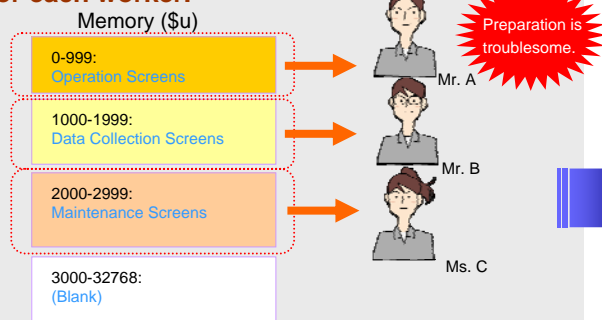 for each worker.
Memory ($u)
Preparation is
troublesome.
0-999:
Operation Screens
Mr. A
1000-1999:
Data Collection Screens
Mr. B
2000-2999:
Maintenance Screens
Ms. C
3000-32768:
(Blank)